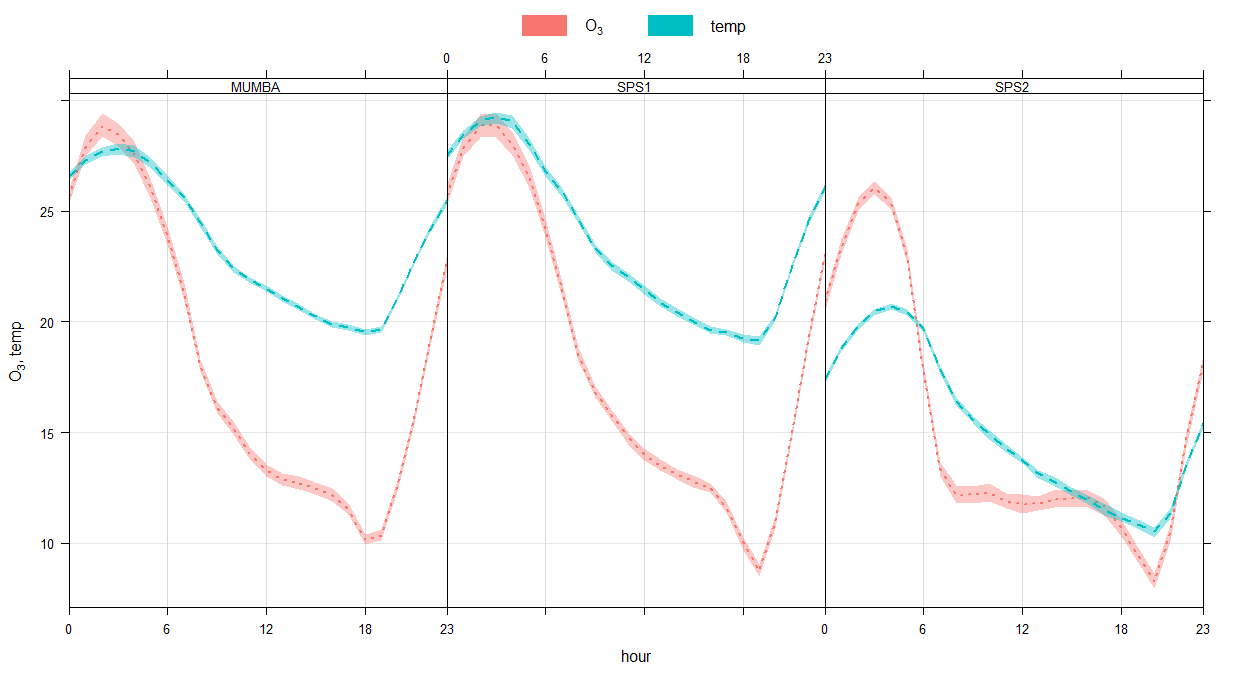 O₃ temp
0 6 12 18 23
MUMBA SPS1 SPS2
25
20
15
10
O₃, temp
0 6 12 18 23 0 6 12 18 23
hour